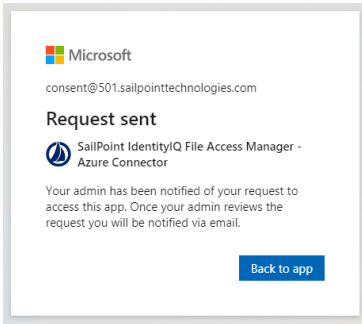 Microsoft
consent@501.sailpointtechnologies.com
Request sent
SailPoint IdentityIQ File Access Manager -
Azure Connector
Your admin has been notified of your request to
access this app. Once your admin reviews the
request you will be notified via email.
Back to app